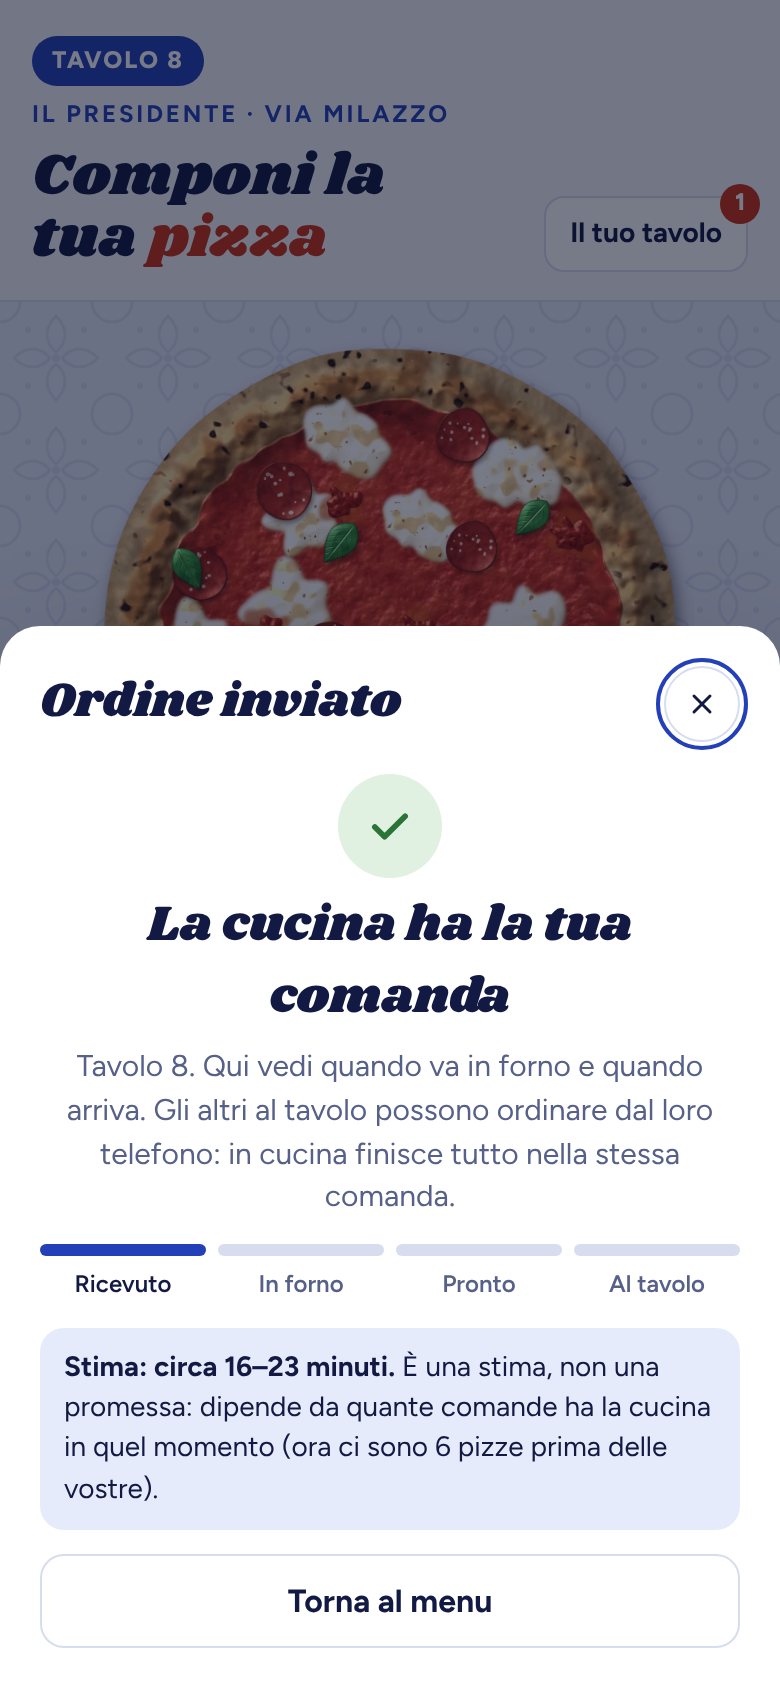 TAVOLO 8
IL PRESIDENTE · VIA MILAZZO
Componi la
tua pizza
Il tuo tavolo
1
Ordine inviato
La cucina ha la tua
comanda
Tavolo 8. Qui vedi quando va in forno e quando
arriva. Gli altri al tavolo possono ordinare dal loro
telefono: in cucina finisce tutto nella stessa
comanda.
Ricevuto
In forno
Pronto
Al tavolo
Stima: circa 16–23 minuti. È una stima, non una
promessa: dipende da quante comande ha la cucina
in quel momento (ora ci sono 6 pizze prima delle
vostre).
Torna al menu